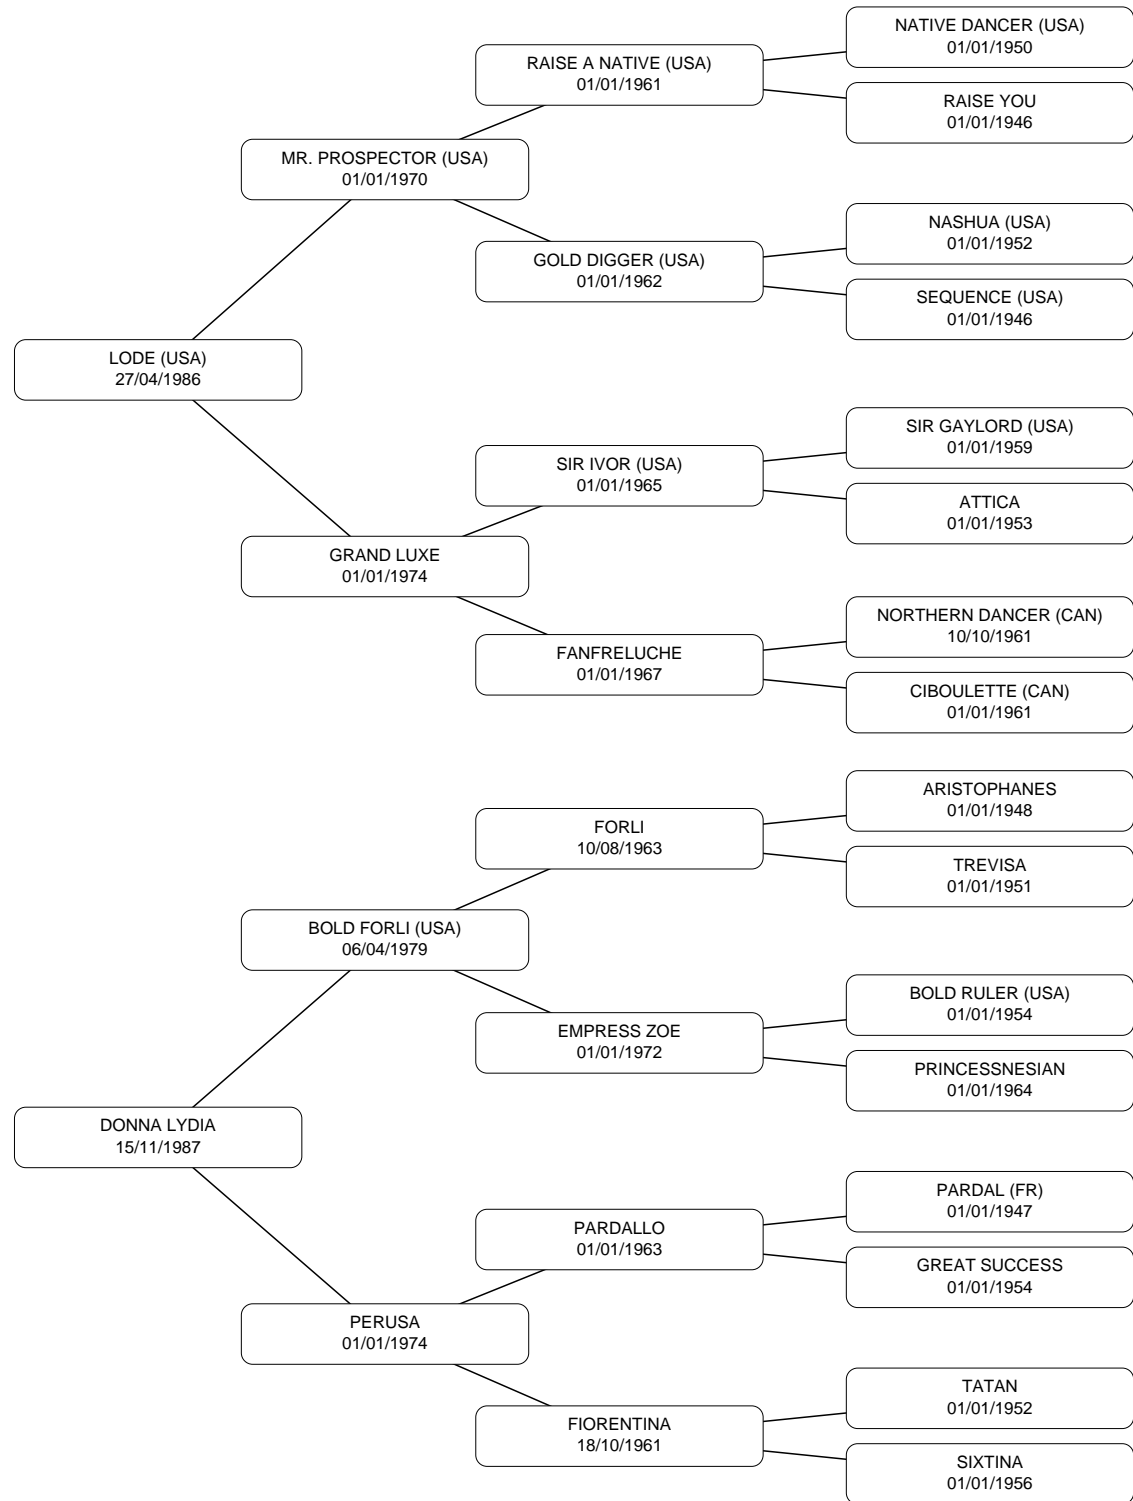 NATIVE DANCER (USA)
01/01/1950
RAISE A NATIVE (USA)
01/01/1961
RAISE YOU
01/01/1946
MR. PROSPECTOR (USA)
01/01/1970
NASHUA (USA)
01/01/1952
GOLD DIGGER (USA)
01/01/1962
SEQUENCE (USA)
01/01/1946
LODE (USA)
27/04/1986
SIR GAYLORD (USA)
01/01/1959
SIR IVOR (USA)
01/01/1965
ATTICA
01/01/1953
GRAND LUXE
01/01/1974
NORTHERN DANCER (CAN)
10/10/1961
FANFRELUCHE
01/01/1967
CIBOULETTE (CAN)
01/01/1961
ARISTOPHANES
01/01/1948
FORLI
10/08/1963
TREVISA
01/01/1951
BOLD FORLI (USA)
06/04/1979
BOLD RULER (USA)
01/01/1954
EMPRESS ZOE
01/01/1972
PRINCESSNESIAN
01/01/1964
DONNA LYDIA
15/11/1987
PARDAL (FR)
01/01/1947
PARDALLO
01/01/1963
GREAT SUCCESS
01/01/1954
PERUSA
01/01/1974
TATAN
01/01/1952
FIORENTINA
18/10/1961
SIXTINA
01/01/1956